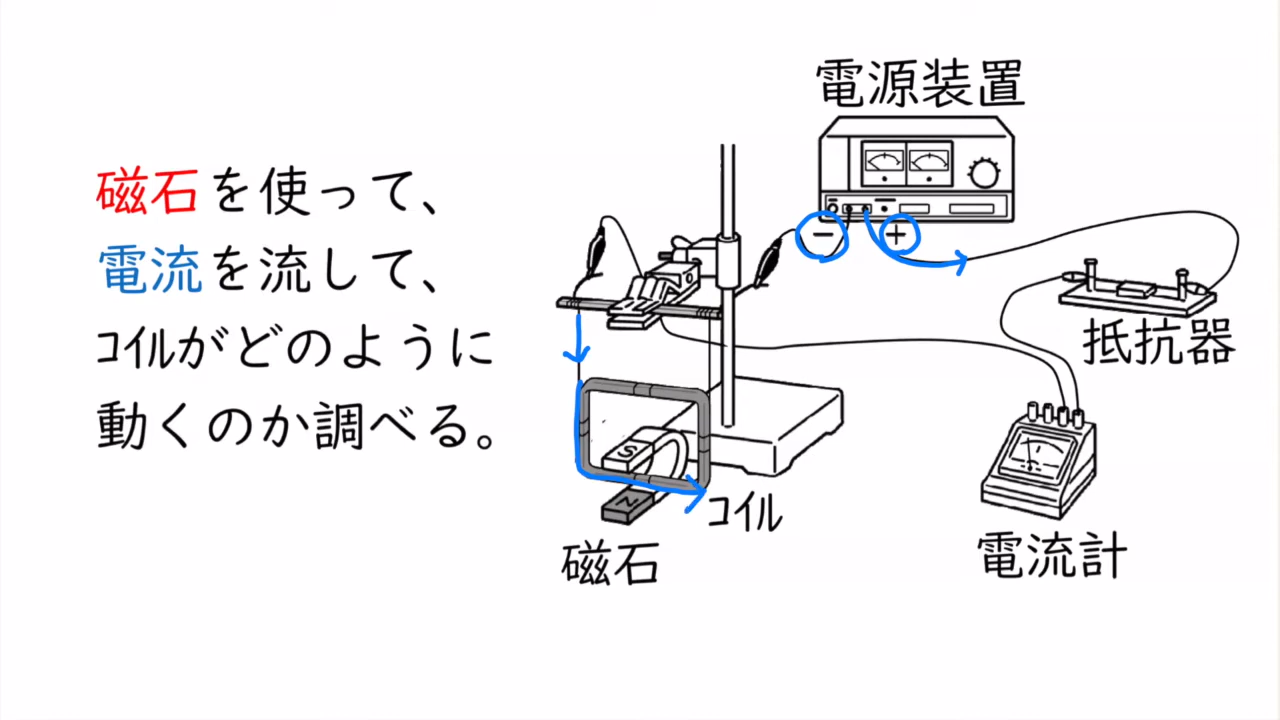 磁石を使って、
電流を流して、
ｺｲﾙがどのように
動くのか調べる。
電源装置
－
＋
抵抗器
S
N
ｺｲﾙ
磁石
電流計